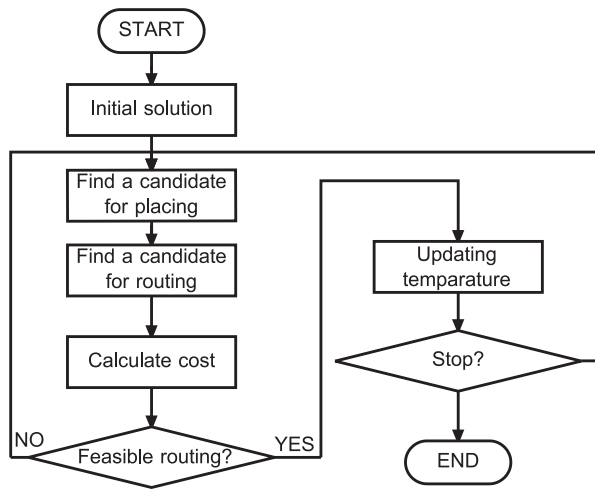 START
Initial solution
Find a candidate
for placing
Find a candidate
for routing
Calculate cost
Feasible routing?
NO
YES
Updating
temparature
Stop?
END